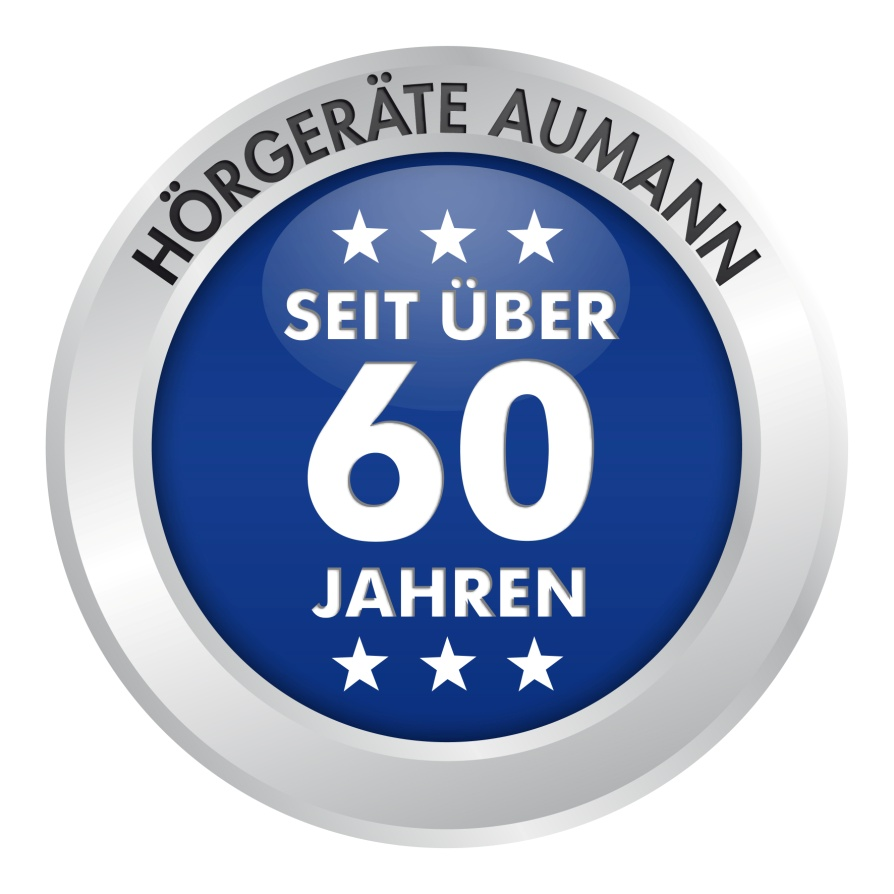 HÖRGERÄTE AUMANN
SEIT ÜBER
60
JAHREN